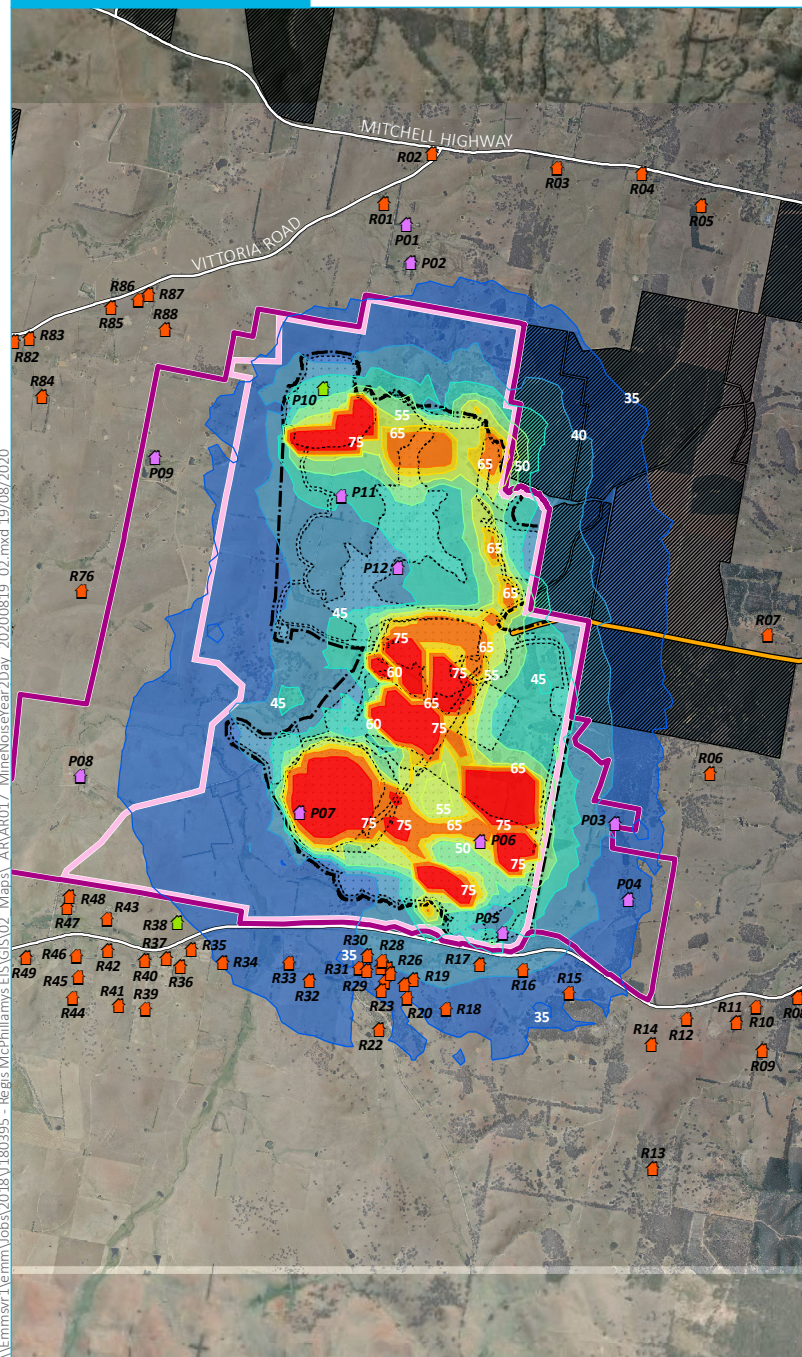 MITCHELL HIGHWAY
R02
R03
R04
R01
R05
P01
VITTORIA ROAD
P02
R86
R87
R85
R88
R83
R82
R84
35
P10
55
40
65
75
50
65
P09
P11
65
P12
R76
65
45
R07
75
65
60
75
55
45
45
65
60
75
65
R06
P08
55
P07
P03
75
75
65
75
P06
50
75
75
P04
R48
R47
R43
R38
P05
R46
R42
R37
R35
R30
R28
35
R49
R40
R36
R34
R33
R31
R26
R17
R45
R32
R29
R19
R16
R15
R44
R41
R39
R23
R20
R18
35
R11
R10
R08
R22
R14
R12
R09
R13
\\Emmsvr1\emm\Jobs\2018\J180395 - Regis McPhillamys EIS\GIS\02_Maps\_AR\AR017_MineNoiseYear2Day_20200819_02.mxd 19/08/2020